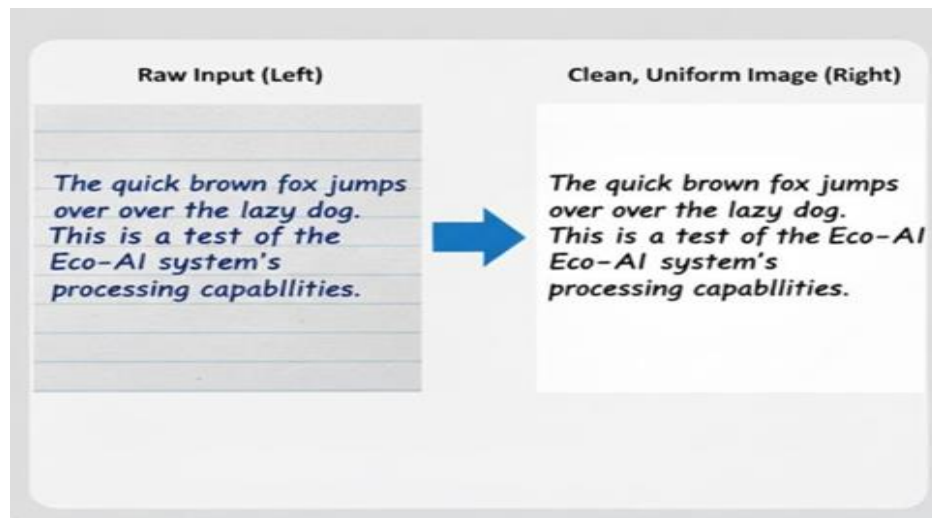 Raw Input (Left)
The quick brown fox jumps
over over the lazy dog.
This is a test of the
Eco-AI system's
processing capabllities.
Clean, Uniform Image (Right)
The quick brown fox jumps
over over the lazy dog.
This is a test of the Eco-AI
Eco-AI system's
processing capabllities.